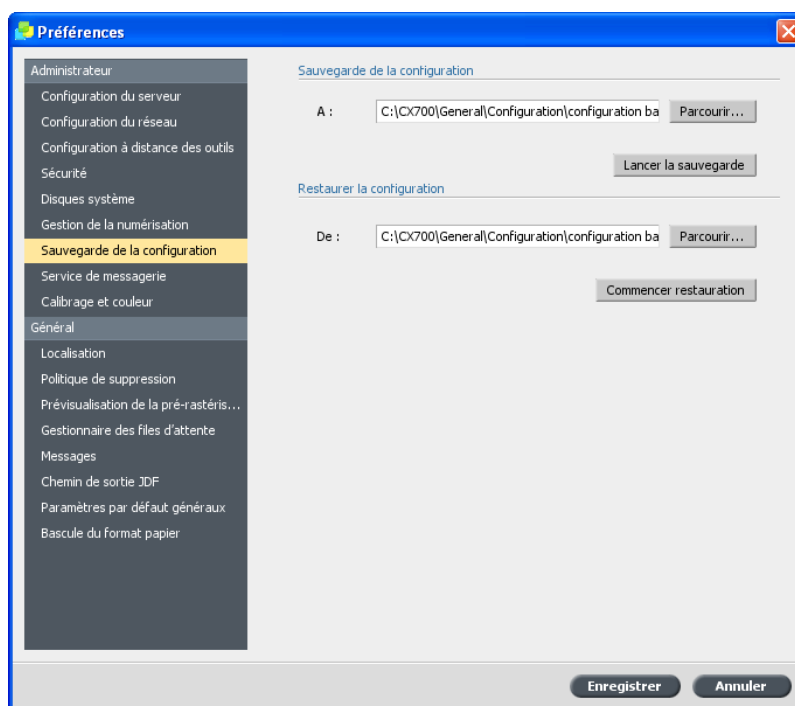 Préférences
Administrateur
Configuration du serveur
Configuration du réseau
Configuration à distance des outils
Sécurité
Disques système
Gestion de la numérisation
Sauvegarde de la configuration
Service de messagerie
Calibrage et couleur
Général
Localisation
Politique de suppression
Prévisualisation de la pré-rastéris...
Gestionnaire des files d'attente
Messages
Chemin de sortie JDF
Paramètres par défaut généraux
Bascule du format papier
Sauvegarde de la configuration
A : C:\CX700\General\Configuration\configuration ba Parcourir...
Lancer la sauvegarde
Restaurer la configuration
De : C:\CX700\General\Configuration\configuration ba Parcourir...
Commencer restauration
Enregistrer Annuler